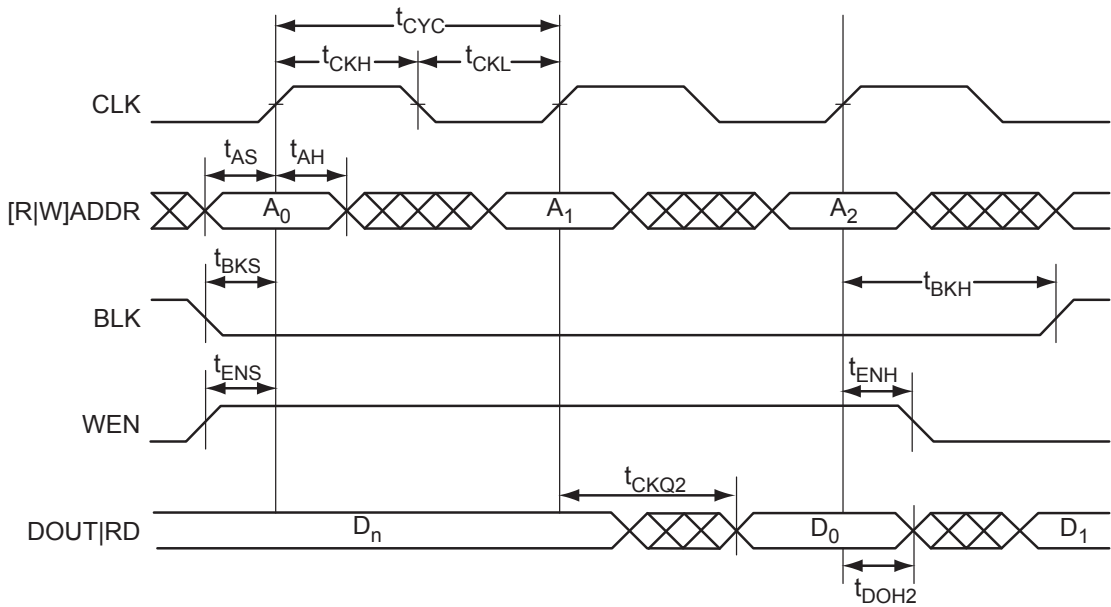 tCYC
tCKH tCKL
CLK
tAS tAH
[R|W]ADDR A0 A1 A2
tBKS tBKH
BLK
tENS tENH
WEN
tCKQ2
DOUT|RD Dn D0 D1
tDOH2